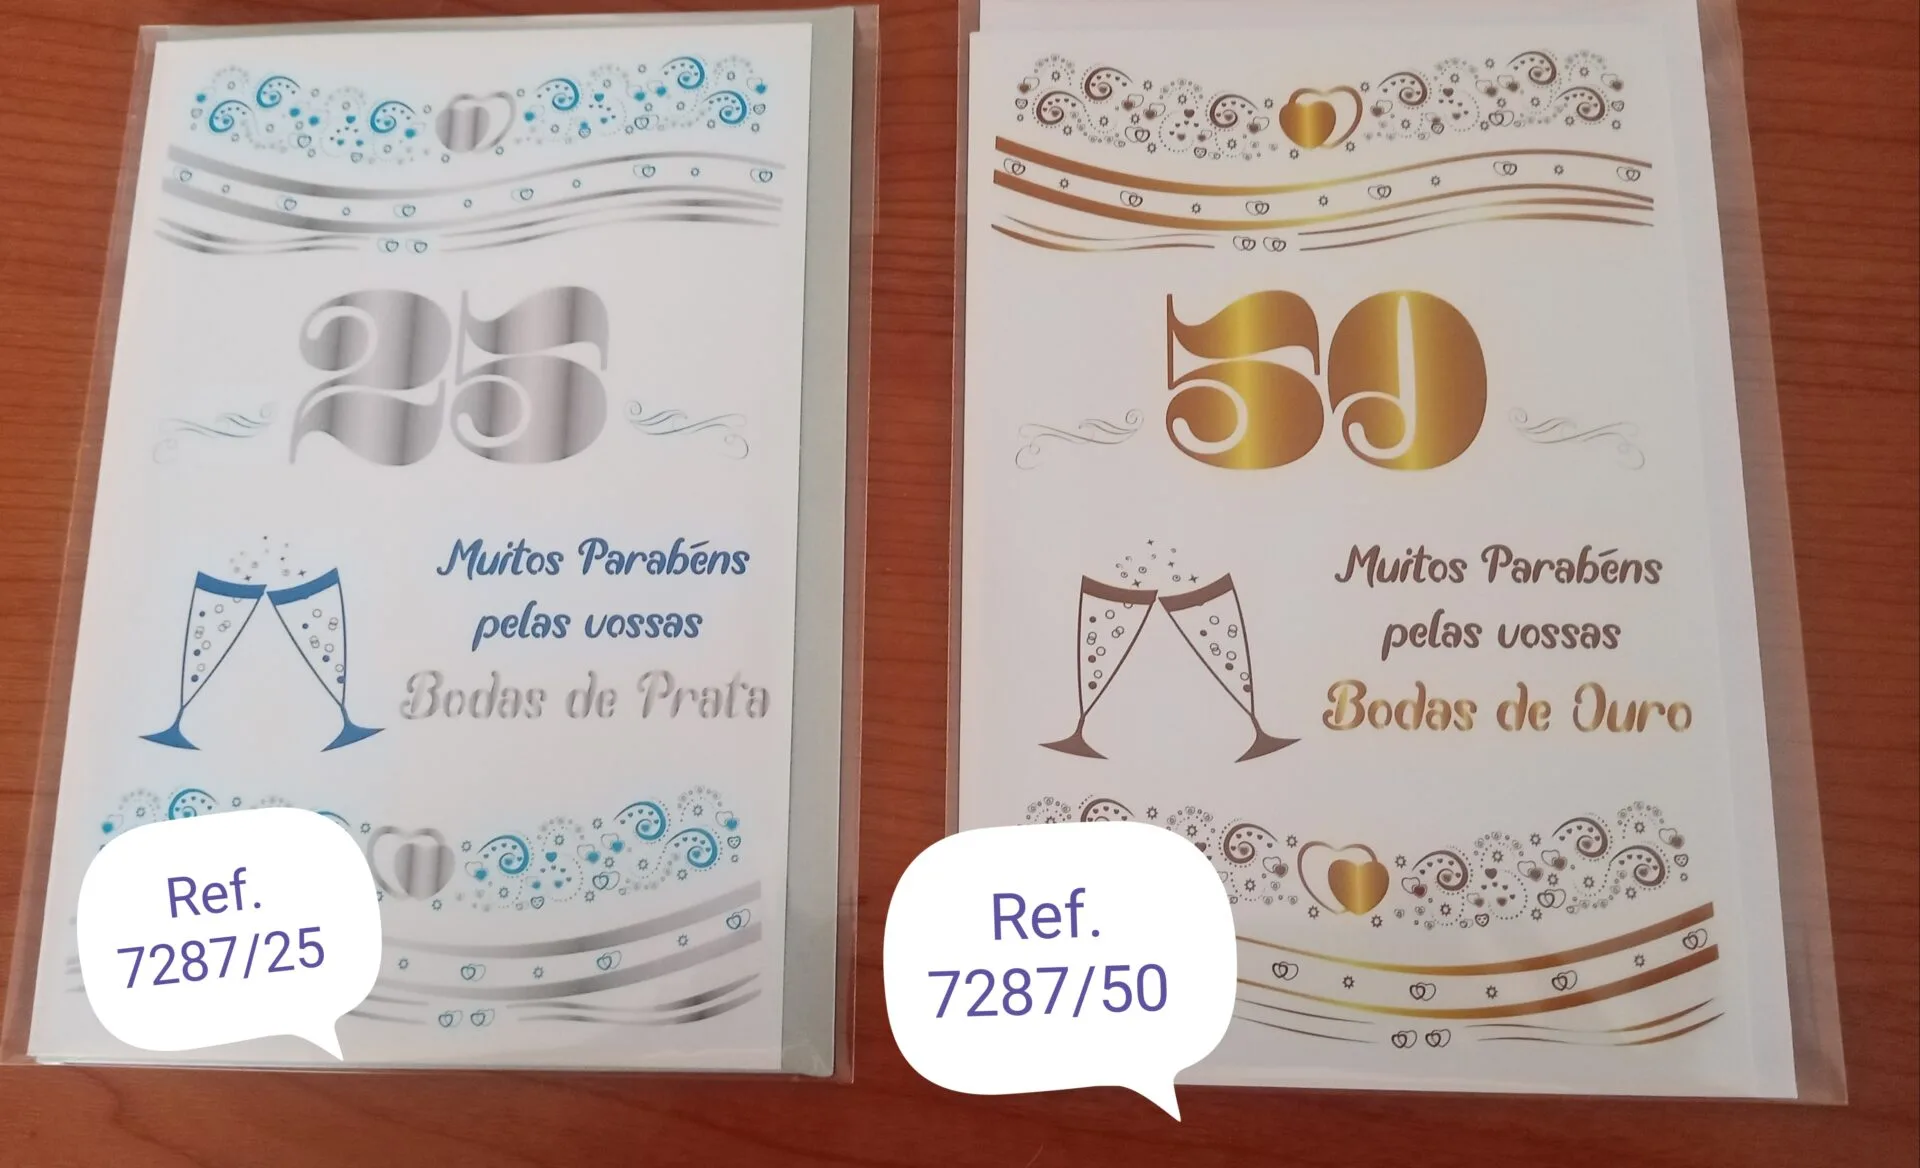 25
Muitos Parabéns
pelas vossas
Bodas de Prata
Ref.
7287/25
50
Muitos Parabéns
pelas vossas
Bodas de Ouro
Ref.
7287/50